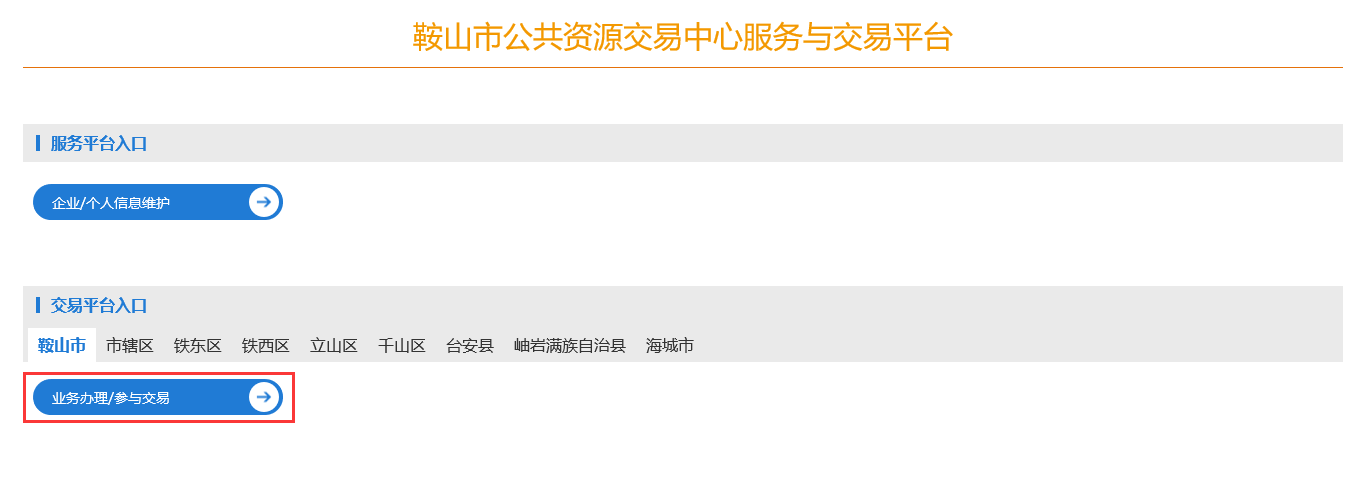 鞍山市公共资源交易中心服务与交易平台
服务平台入口
企业/个人信息维护
交易平台入口
鞍山市 市辖区 铁东区 铁西区 立山区 千山区 台安县 岫岩满族自治县 海城市
业务办理/参与交易